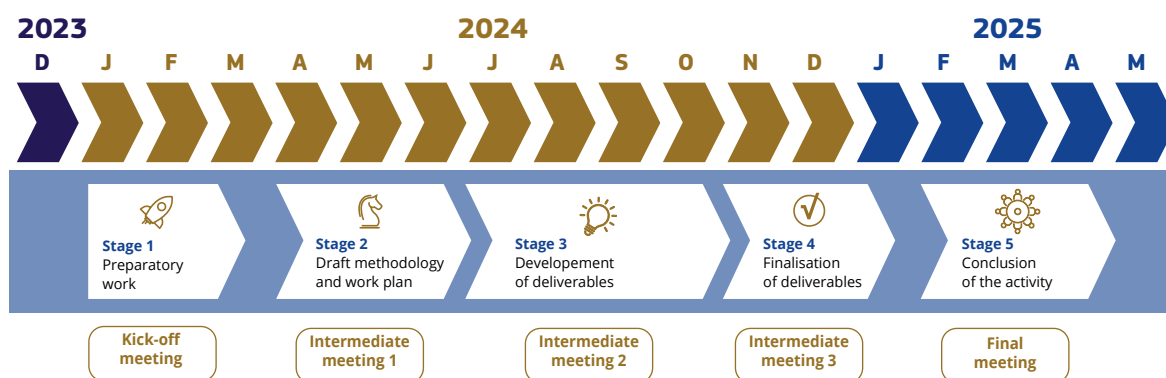 2023 2024 2025
D J F M A M J J A S O N D J F M A M
Stage 1
Preparatory
work
Stage 2
Draft methodology
and work plan
Stage 3
Developement
of deliverables
Stage 4
Finalisation
of deliverables
Stage 5
Conclusion
of the activity
Kick-off
meeting
Intermediate
meeting 1
Intermediate
meeting 2
Intermediate
meeting 3
Final
meeting